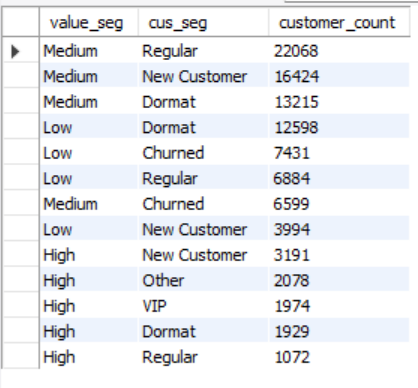 value_seg cus_seg customer_count
Medium Regular 22068
Medium New Customer 16424
Medium Dormat 13215
Low Dormat 12598
Low Churned 7431
Low Regular 6884
Medium Churned 6599
Low New Customer 3994
High New Customer 3191
High Other 2078
High VIP 1974
High Dormat 1929
High Regular 1072